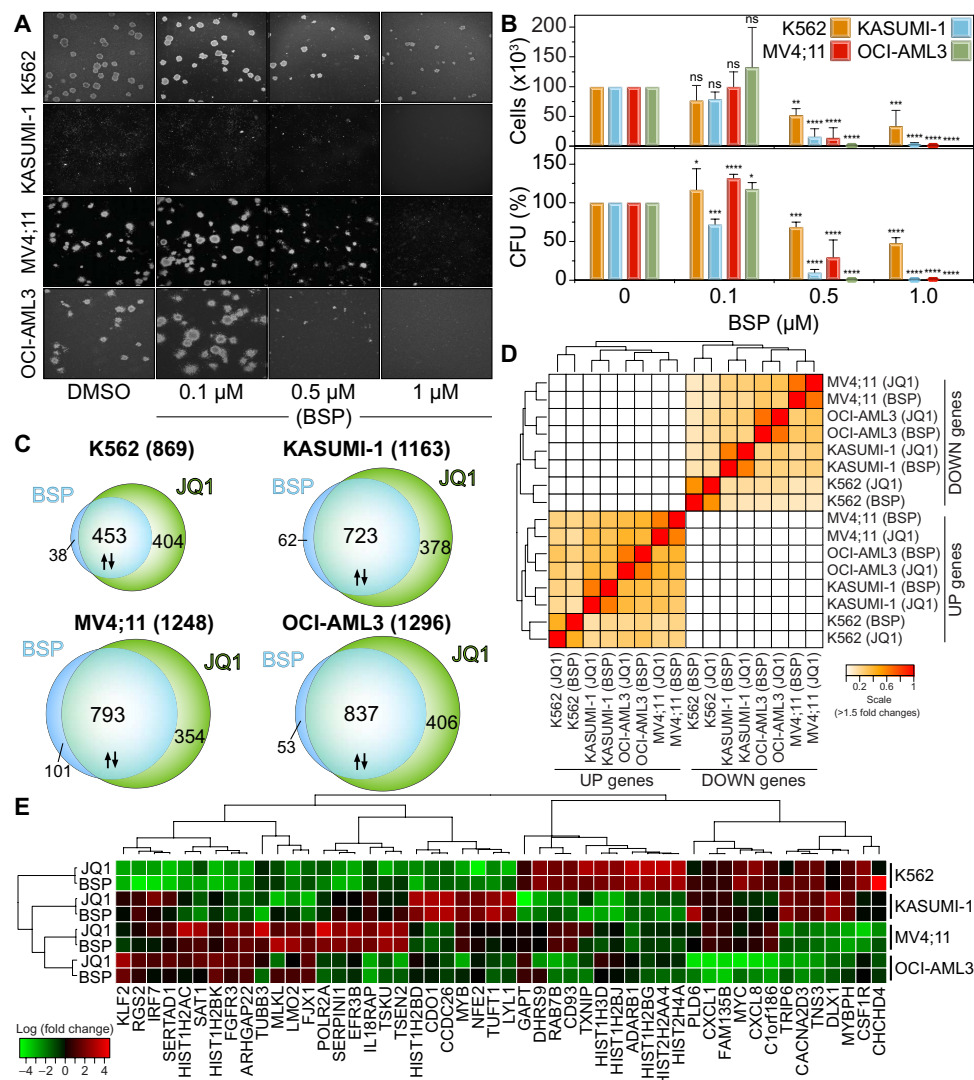 A
K562
KASUMI-1
MV4;11
OCI-AML3
DMSO
0.1 µM
0.5 µM
1 µM
(BSP)
B
K562
KASUMI-1
MV4;11
OCI-AML3
Cells (x10³)
200
150
100
50
0
ns
ns
ns
ns
**
****
****
****
***
****
****
****
CFU (%)
150
100
50
0
*
***
****
*
***
****
****
****
****
****
****
****
0
0.1
0.5
1.0
BSP (µM)
C
K562 (869)
BSP
JQ1
38
453
404
KASUMI-1 (1163)
BSP
JQ1
62
723
378
MV4;11 (1248)
BSP
JQ1
101
793
354
OCI-AML3 (1296)
BSP
JQ1
53
837
406
D
MV4;11 (JQ1)
MV4;11 (BSP)
OCI-AML3 (JQ1)
OCI-AML3 (BSP)
KASUMI-1 (JQ1)
KASUMI-1 (BSP)
K562 (JQ1)
K562 (BSP)
DOWN genes
MV4;11 (BSP)
MV4;11 (JQ1)
OCI-AML3 (BSP)
OCI-AML3 (JQ1)
KASUMI-1 (BSP)
KASUMI-1 (JQ1)
K562 (BSP)
K562 (JQ1)
UP genes
K562 (JQ1)
K562 (BSP)
KASUMI-1 (JQ1)
KASUMI-1 (BSP)
OCI-AML3 (JQ1)
OCI-AML3 (BSP)
MV4;11 (JQ1)
MV4;11 (BSP)
UP genes
K562 (BSP)
K562 (JQ1)
KASUMI-1 (BSP)
KASUMI-1 (JQ1)
OCI-AML3 (BSP)
OCI-AML3 (JQ1)
MV4;11 (BSP)
MV4;11 (JQ1)
DOWN genes
0.2 0.6 1
Scale
(>1.5 fold changes)
E
JQ1
BSP
K562
JQ1
BSP
KASUMI-1
JQ1
BSP
MV4;11
JQ1
BSP
OCI-AML3
KLF2
RGS2
IRF7
SERTAD1
HIST1H2AC
SAT1
HIST1H2BK
FGFR3
ARHGAP22
TUBB3
MLKL
LMO2
FJX1
POLR2A
SERPINI1
EFR3B
IL18RAP
TSKU
TSEN2
HIST1H2BD
CDO1
CCDC26
MYB
NFE2
TUFT1
LYL1
GAPT
DHRS9
RAB7B
CD93
TXNIP
HIST1H3D
HIST1H2BJ
ADARB1
HIST1H2BG
HIST2H2AA4
HIST2H4A
PLD6
CXCL1
FAM135B
MYC
CXCL8
C1orf186
TRIP6
CACNA2D3
TNS3
DLX1
MYBPH
CSF1R
CHCHD4
Log (fold change)
−4 −2 0 2 4